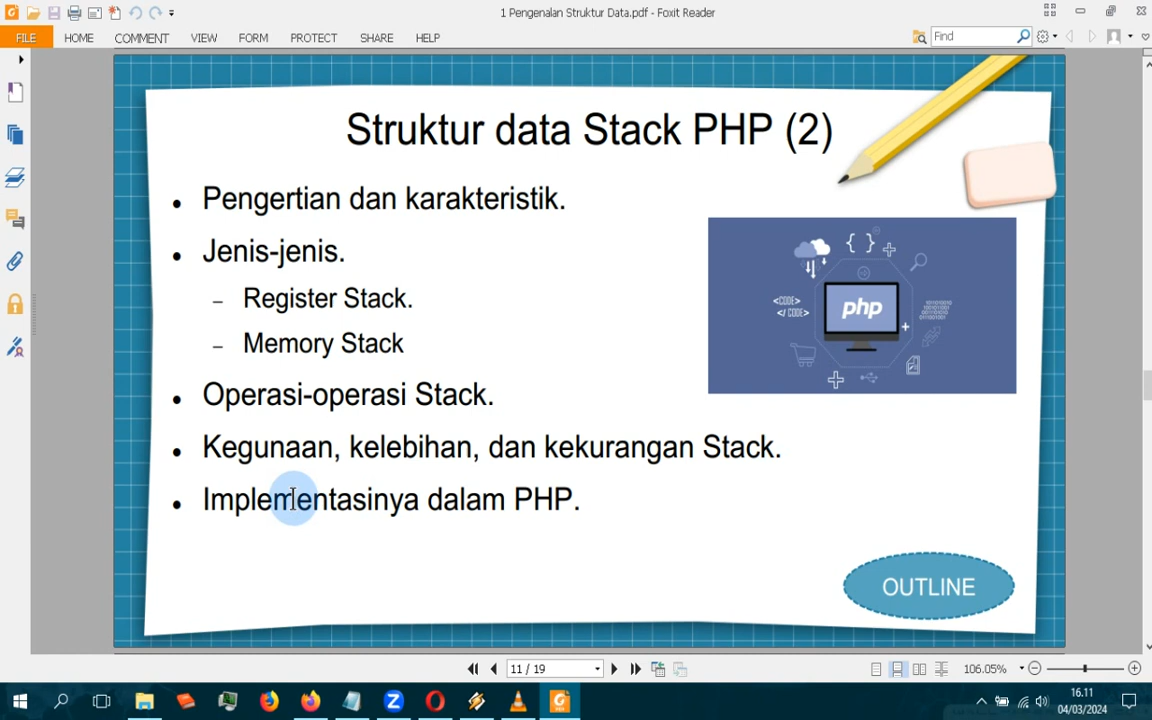 1 Pengenalan Struktur Data.pdf - Foxit Reader
FILE HOME COMMENT VIEW FORM PROTECT SHARE HELP Find
Struktur data Stack PHP (2)
• Pengertian dan karakteristik.
• Jenis-jenis.
– Register Stack.
– Memory Stack
• Operasi-operasi Stack.
• Kegunaan, kelebihan, dan kekurangan Stack.
• Implementasinya dalam PHP.
{ }
<CODE>
</ CODE>
php
OUTLINE
11 / 19 106.05%
16.11
04/03/2024